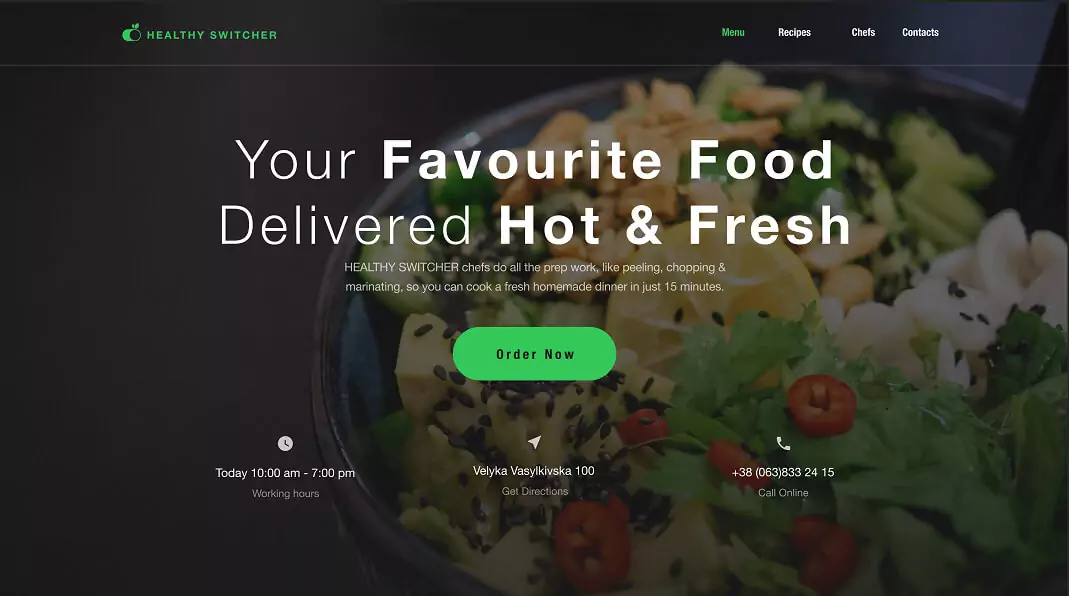 HEALTHY SWITCHER
Menu Recipes Chefs Contacts
Your Favourite Food
Delivered Hot & Fresh
HEALTHY SWITCHER chefs do all the prep work, like peeling, chopping &
marinating, so you can cook a fresh homemade dinner in just 15 minutes.
Order Now
Today 10:00 am - 7:00 pm
Working hours
Velyka Vasylkivska 100
Get Directions
+38 (063)833 24 15
Call Online